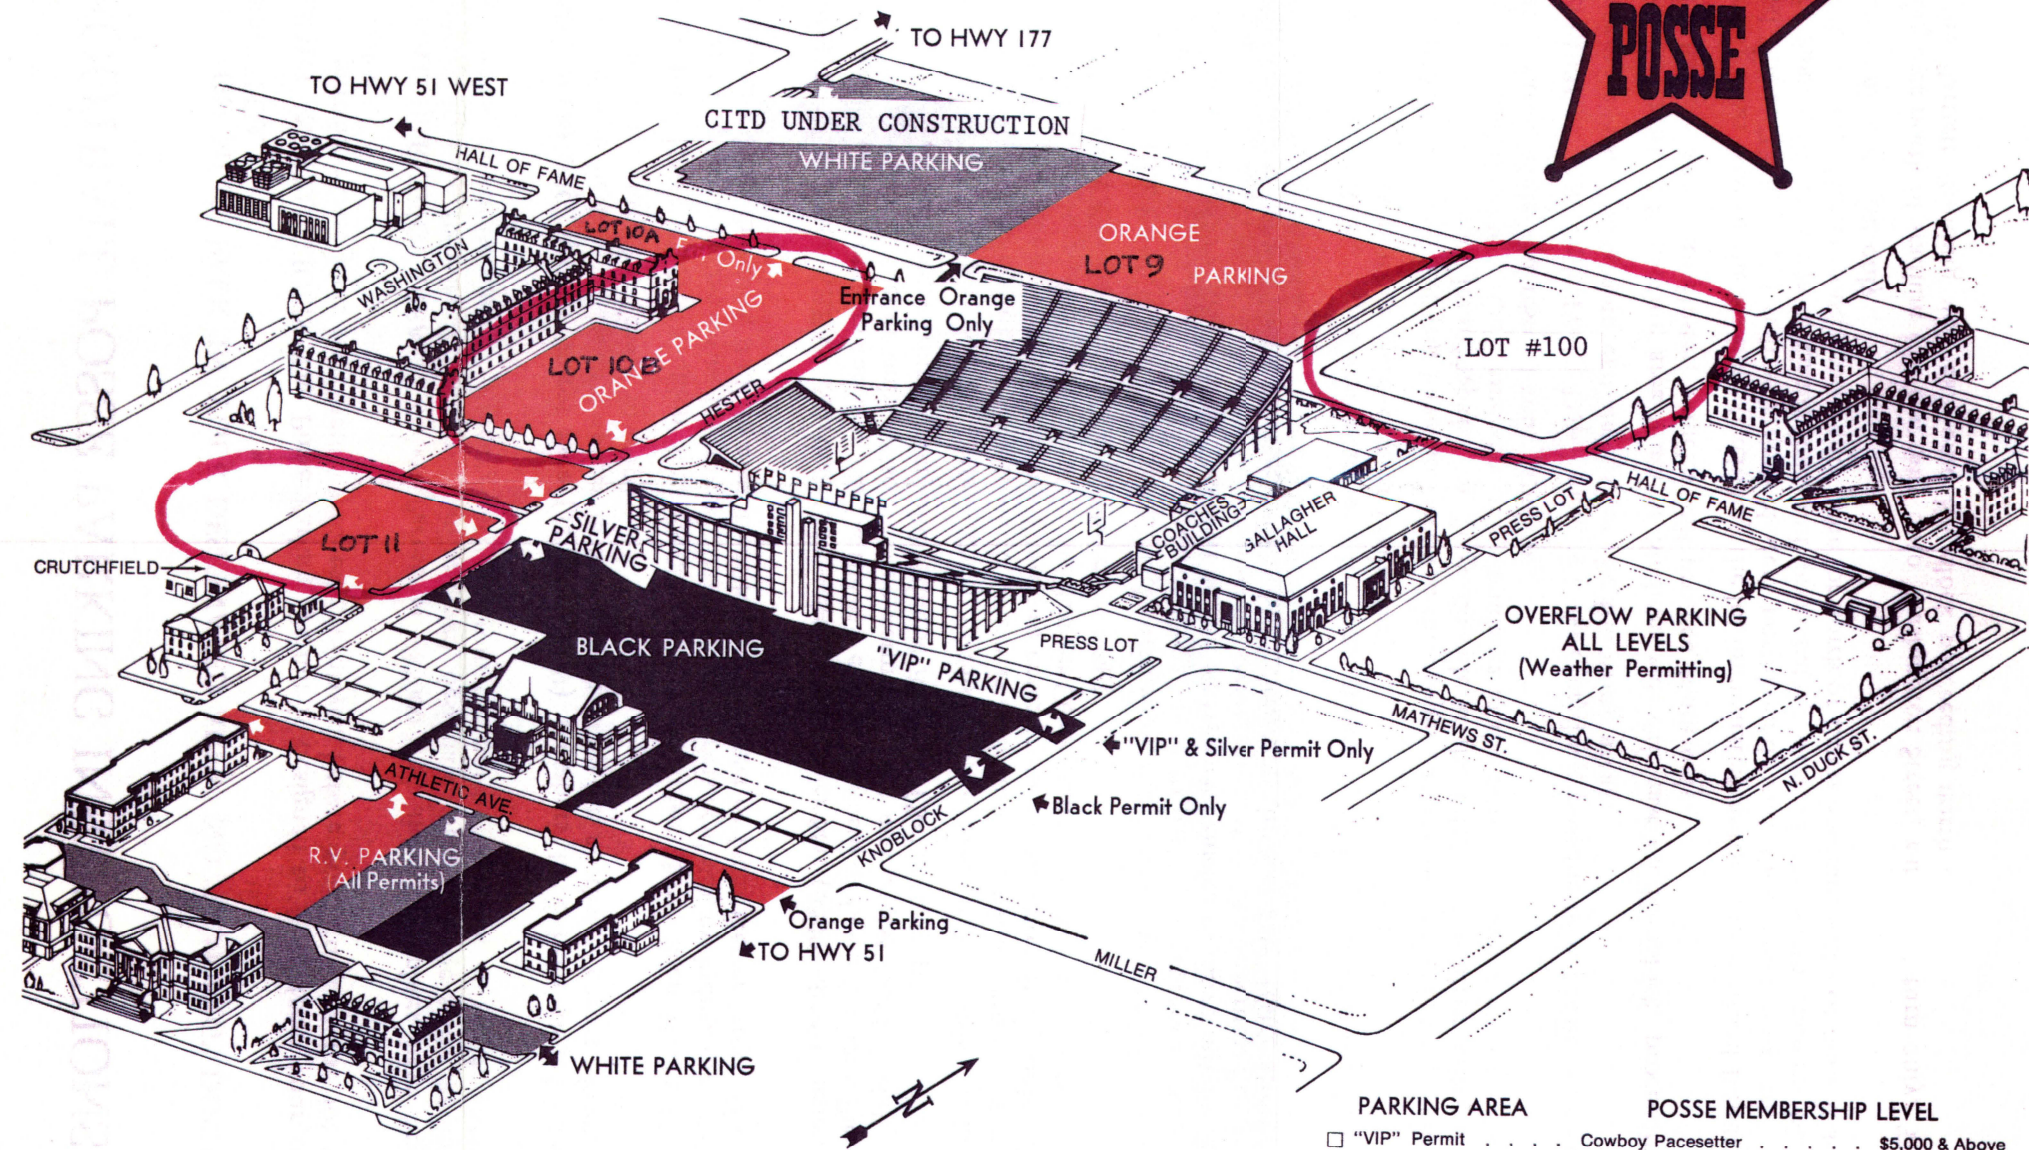 POSSE
TO HWY 177
TO HWY 51 WEST
CITD UNDER CONSTRUCTION
WHITE PARKING
HALL OF FAME
LOT 10A
Only
ORANGE
LOT 9 PARKING
WASHINGTON
Entrance Orange
Parking Only
LOT 10 B
ORANGE PARKING
HESTER
LOT #100
HALL OF FAME
PRESS LOT
SILVER
PARKING
COACHES
BUILDING
GALLAGHER
HALL
LOT 11
CRUTCHFIELD
BLACK PARKING
"VIP" PARKING
PRESS LOT
OVERFLOW PARKING
ALL LEVELS
(Weather Permitting)
MATHEWS ST.
N. DUCK ST.
"VIP" & Silver Permit Only
Black Permit Only
ATHLETIC AVE.
KNOBLOCK
R.V. PARKING
(All Permits)
Orange Parking
TO HWY 51
MILLER
WHITE PARKING
N
PARKING AREA POSSE MEMBERSHIP LEVEL
"VIP" Permit . . . . Cowboy Pacesetter . . . . . $5,000 & Above